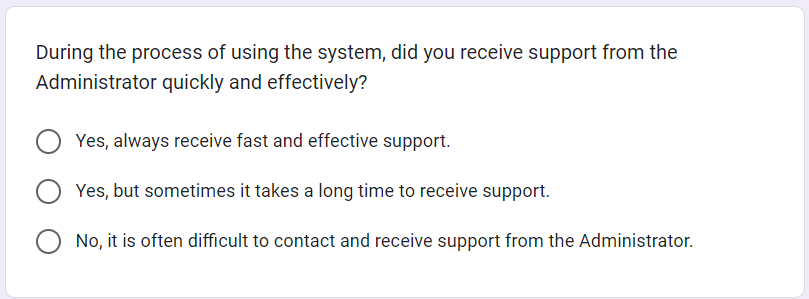 During the process of using the system, did you receive support from the
Administrator quickly and effectively?
Yes, always receive fast and effective support.
Yes, but sometimes it takes a long time to receive support.
No, it is often difficult to contact and receive support from the Administrator.